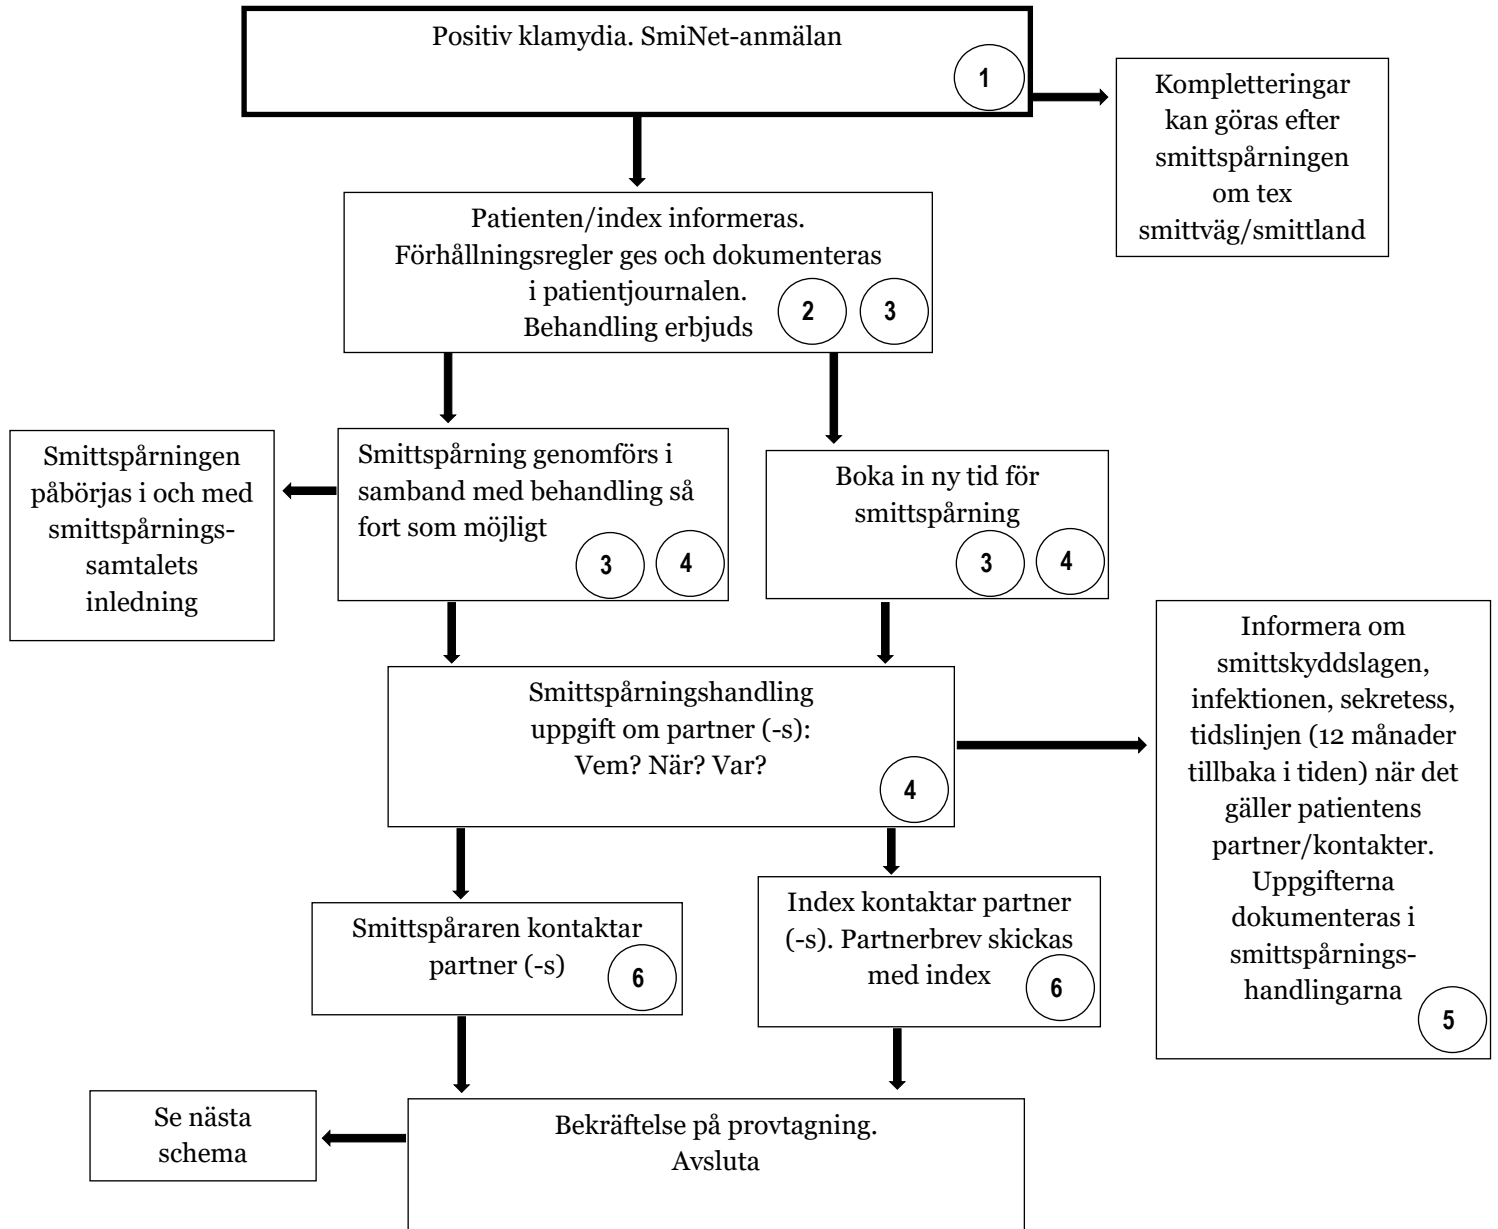 Positiv klamydia. SmiNet-anmälan
1
Kompletteringar
kan göras efter
smittspårningen
om tex
smittväg/smittland
Patienten/index informeras.
Förhållningsregler ges och dokumenteras
i patientjournalen.
Behandling erbjuds
2
3
Smittspårningen
påbörjas i och med
smittspårnings-
samtalets
inledning
Smittspårning genomförs i
samband med behandling så
fort som möjligt
3
4
Boka in ny tid för
smittspårning
3
4
Smittspårningshandling
uppgift om partner (-s):
Vem? När? Var?
4
Informera om
smittskyddslagen,
infektionen, sekretess,
tidslinjen (12 månader
tillbaka i tiden) när det
gäller patientens
partner/kontakter.
Uppgifterna
dokumenteras i
smittspårnings-
handlingarna
5
Smittspåraren kontaktar
partner (-s)
6
Index kontaktar partner
(-s). Partnerbrev skickas
med index
6
Se nästa
schema
Bekräftelse på provtagning.
Avsluta